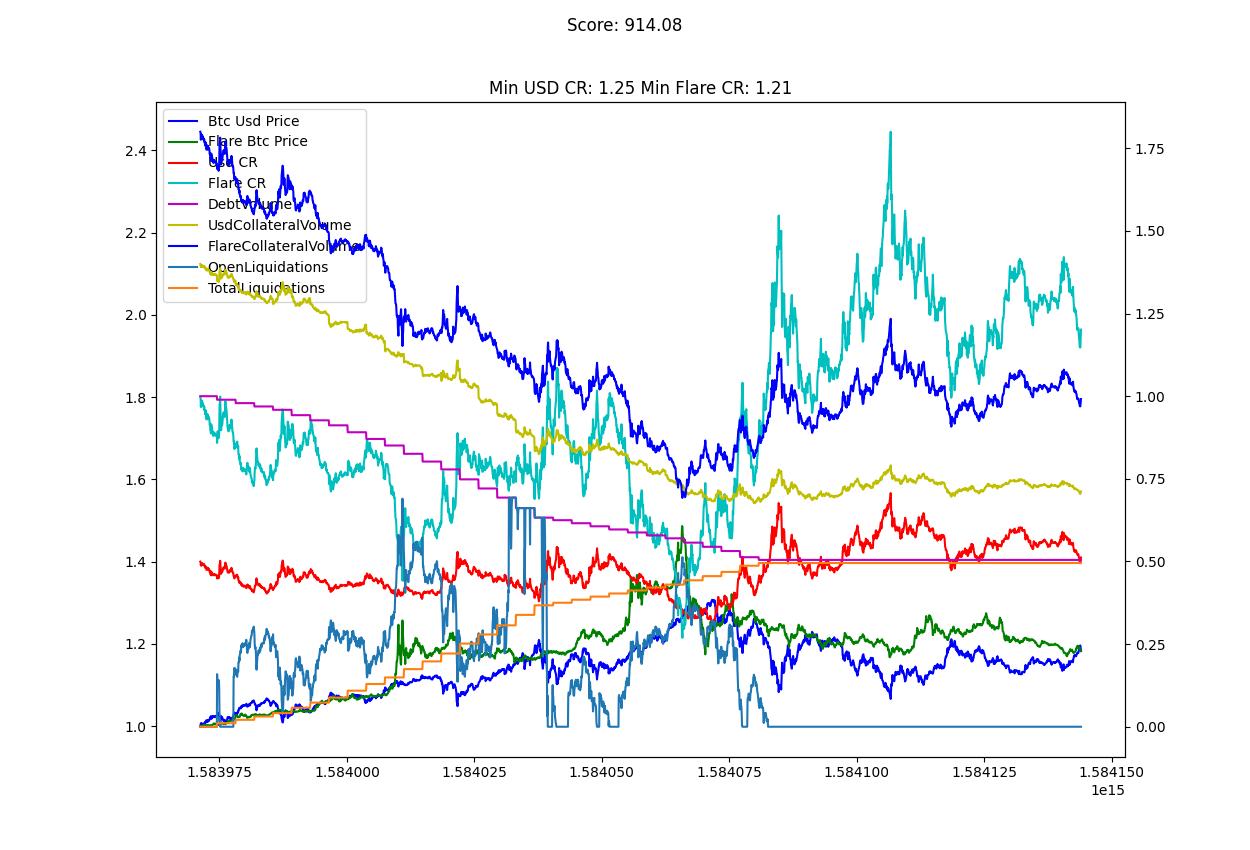 Score: 914.08
Min USD CR: 1.25 Min Flare CR: 1.21
Btc Usd Price
Flare Btc Price
Usd CR
Flare CR
DebtVolume
UsdCollateralVolume
FlareCollateralVolume
OpenLiquidations
TotalLiquidations
2.4
2.2
2.0
1.8
1.6
1.4
1.2
1.0
1.75
1.50
1.25
1.00
0.75
0.50
0.25
0.00
1.583975 1.584000 1.584025 1.584050 1.584075 1.584100 1.584125 1.584150
1e15